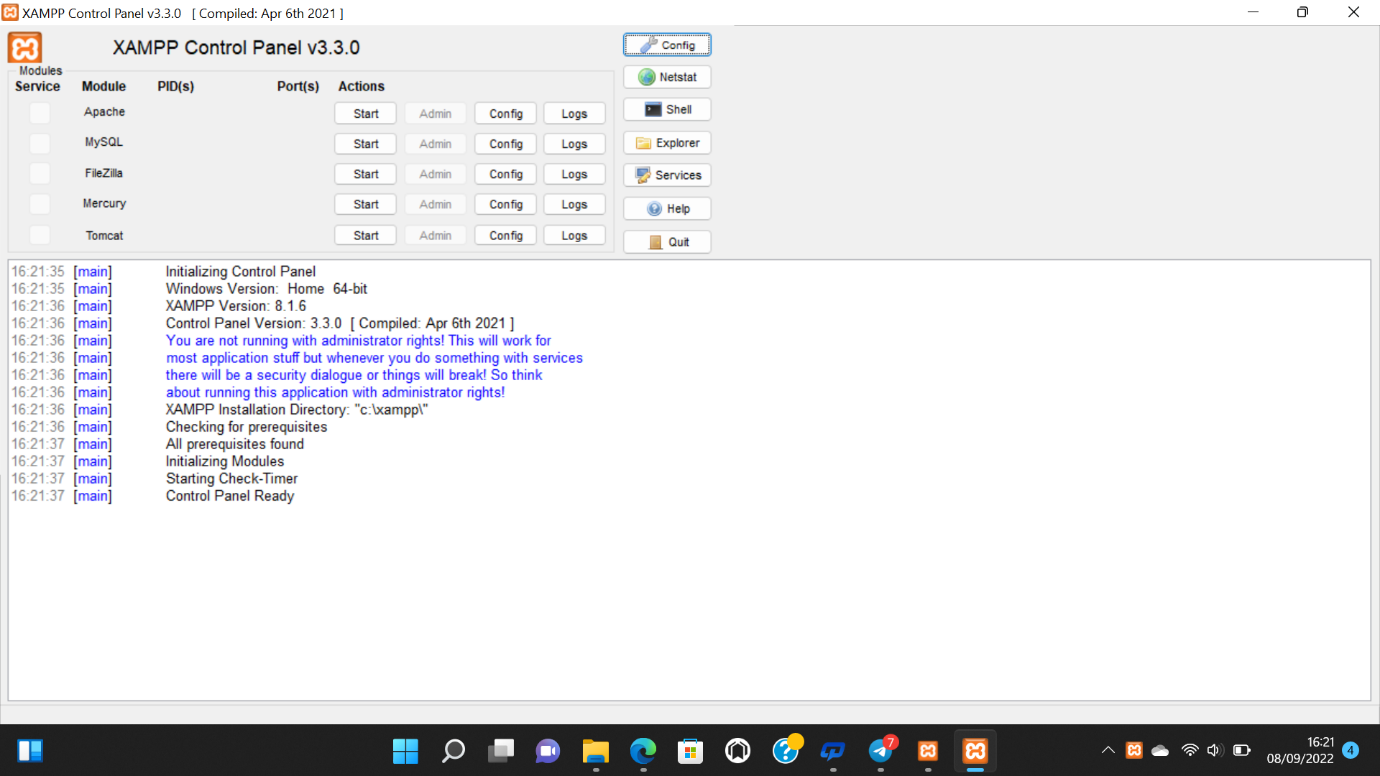 XAMPP Control Panel v3.3.0 [ Compiled: Apr 6th 2021 ]
XAMPP Control Panel v3.3.0
Modules
Service Module PID(s) Port(s) Actions
Apache Start Admin Config Logs
MySQL Start Admin Config Logs
FileZilla Start Admin Config Logs
Mercury Start Admin Config Logs
Tomcat Start Admin Config Logs
Config
Netstat
Shell
Explorer
Services
Help
Quit
16:21:35 [main] Initializing Control Panel
16:21:35 [main] Windows Version: Home 64-bit
16:21:36 [main] XAMPP Version: 8.1.6
16:21:36 [main] Control Panel Version: 3.3.0 [ Compiled: Apr 6th 2021 ]
16:21:36 [main] You are not running with administrator rights! This will work for
16:21:36 [main] most application stuff but whenever you do something with services
16:21:36 [main] there will be a security dialogue or things will break! So think
16:21:36 [main] about running this application with administrator rights!
16:21:36 [main] XAMPP Installation Directory: "c:\xampp\"
16:21:36 [main] Checking for prerequisites
16:21:37 [main] All prerequisites found
16:21:37 [main] Initializing Modules
16:21:37 [main] Starting Check-Timer
16:21:37 [main] Control Panel Ready
7
16:21
08/09/2022
4